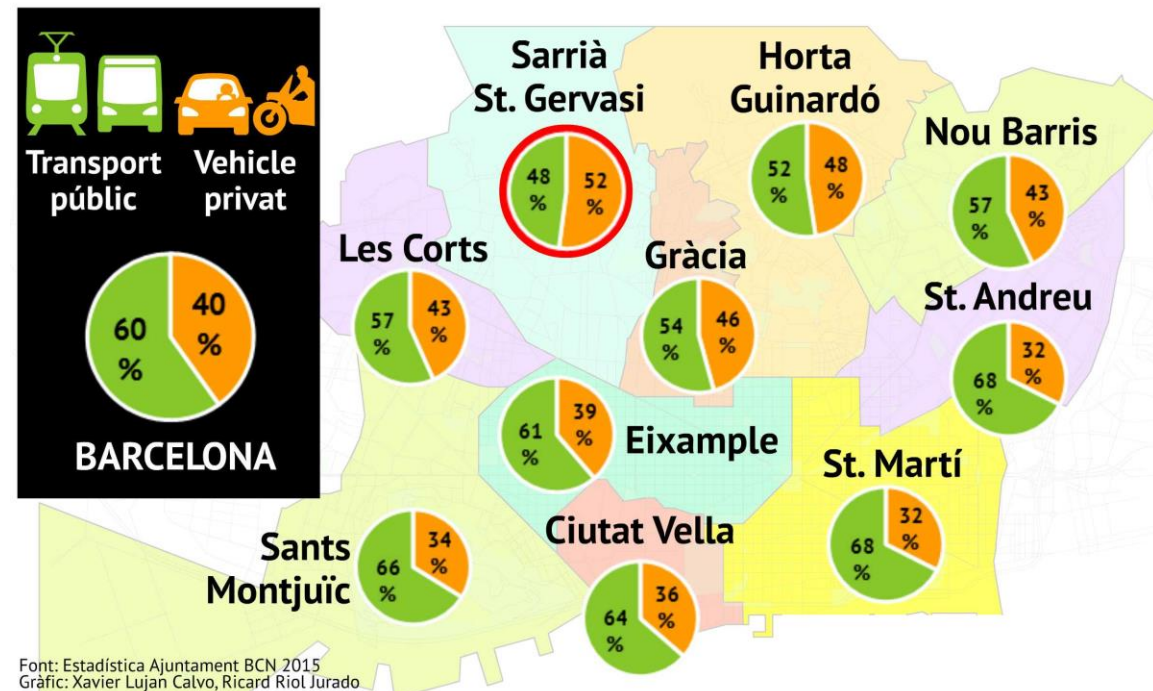 Transport
públic
Vehicle
privat
60
%
40
%
BARCELONA
Sarrià
St. Gervasi
48
%
52
%
Horta
Guinardó
52
%
48
%
Nou Barris
57
%
43
%
Les Corts
57
%
43
%
Gràcia
54
%
46
%
St. Andreu
68
%
32
%
61
%
39
%
Eixample
St. Martí
68
%
32
%
Sants
Montjuïc
66
%
34
%
Ciutat Vella
64
%
36
%
Font: Estadística Ajuntament BCN 2015
Gràfic: Xavier Lujan Calvo, Ricard Riol Jurado